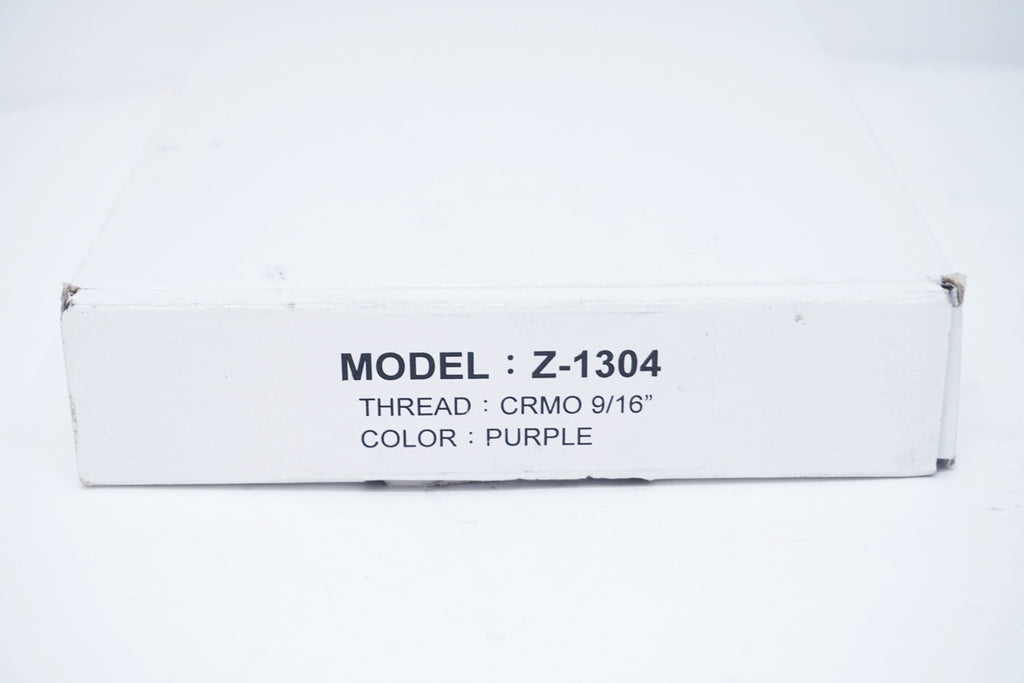 MODEL : Z-1304
THREAD : CRMO 9/16”
COLOR : PURPLE